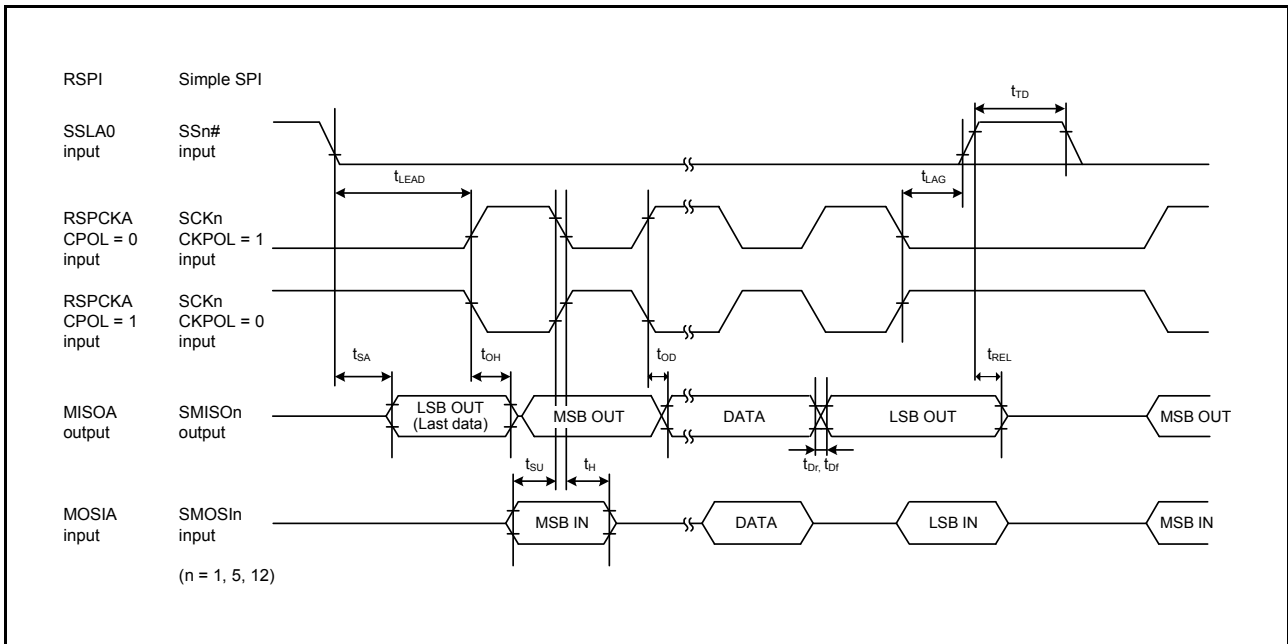 RSPI Simple SPI
tTD
SSLA0 SSn#
input input
tLEAD tLAG
RSPCKA SCKn
CPOL = 0 CKPOL = 1
input input
RSPCKA SCKn
CPOL = 1 CKPOL = 0
input input
tSA tOH tOD tREL
MISOA SMISOn
output output
LSB OUT
(Last data)
MSB OUT DATA LSB OUT MSB OUT
tSU tH tDr, tDf
MOSIA SMOSIn
input input
MSB IN DATA LSB IN MSB IN
(n = 1, 5, 12)